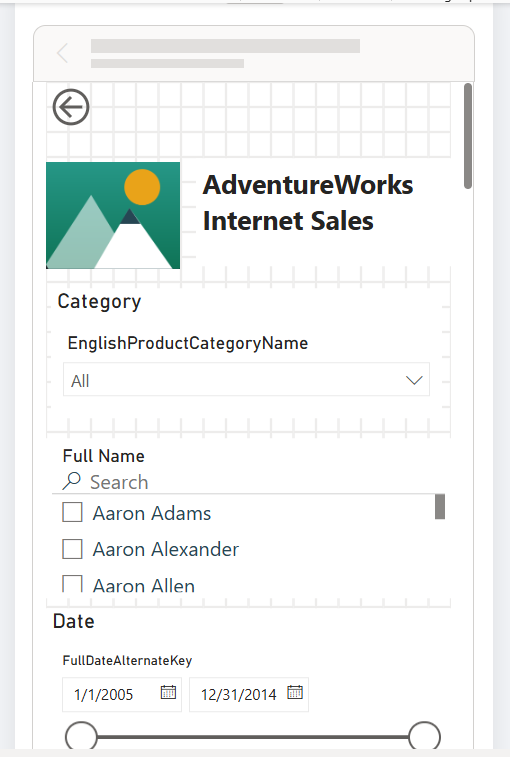 AdventureWorks
Internet Sales
Category
EnglishProductCategoryName
All
Full Name
Search
Aaron Adams
Aaron Alexander
Aaron Allen
Date
FullDateAlternateKey
1/1/2005 12/31/2014